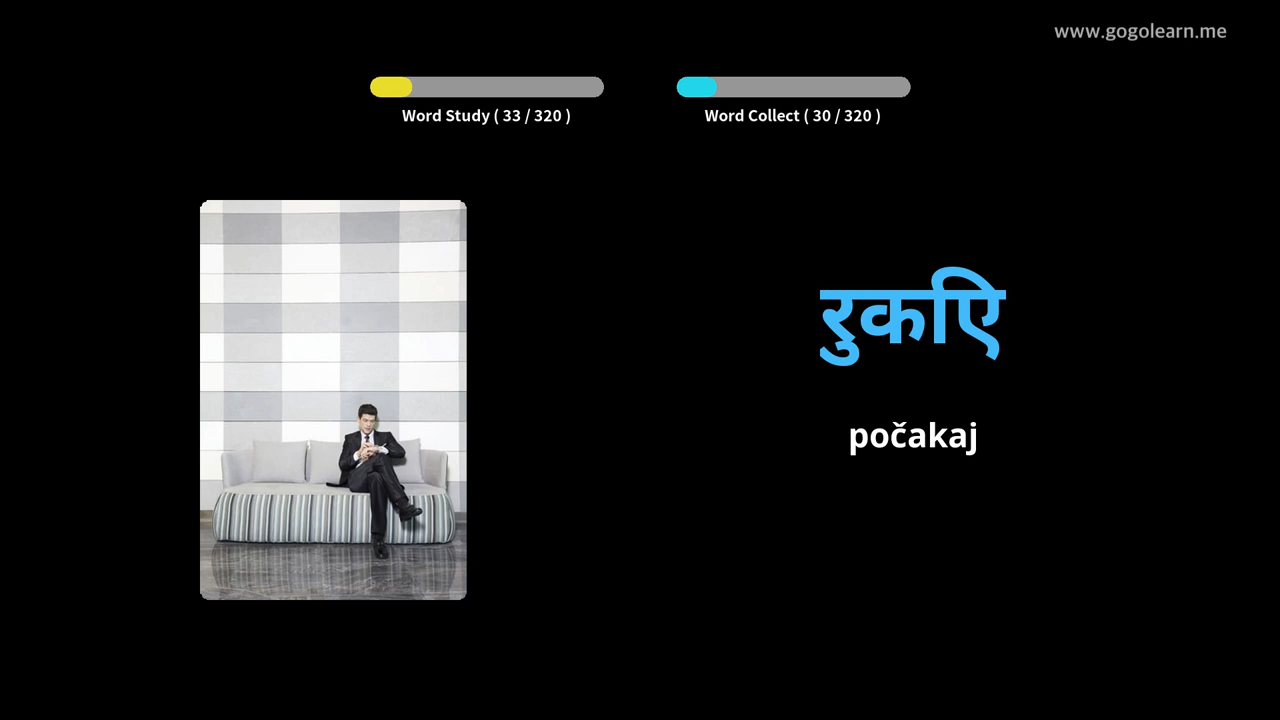 www.gogolearn.me
Word Study ( 33 / 320 )
Word Collect ( 30 / 320 )
रुकिए
počakaj